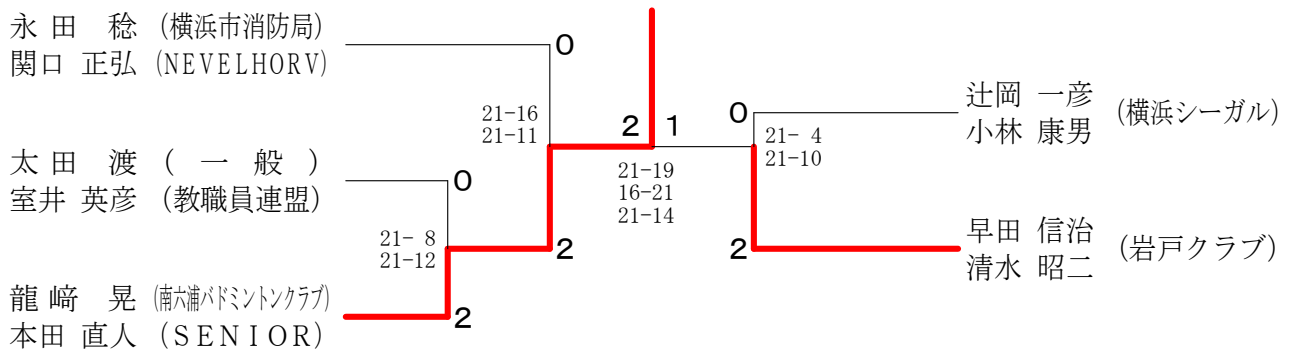 永田 稔 (横浜市消防局)
関口 正弘 (NEVELHORV)
0
21-16
21-11
太田 渡 ( 一 般 )
室井 英彦 (教職員連盟)
0
21- 8
21-12
2
龍﨑 晃 (南六浦バドミントンクラブ)
本田 直人 (SENIOR)
2
2 1
21-19
16-21
21-14
辻岡 一彦
小林 康男
(横浜シーガル)
0
21- 4
21-10
早田 信治
清水 昭二
(岩戸クラブ)
2